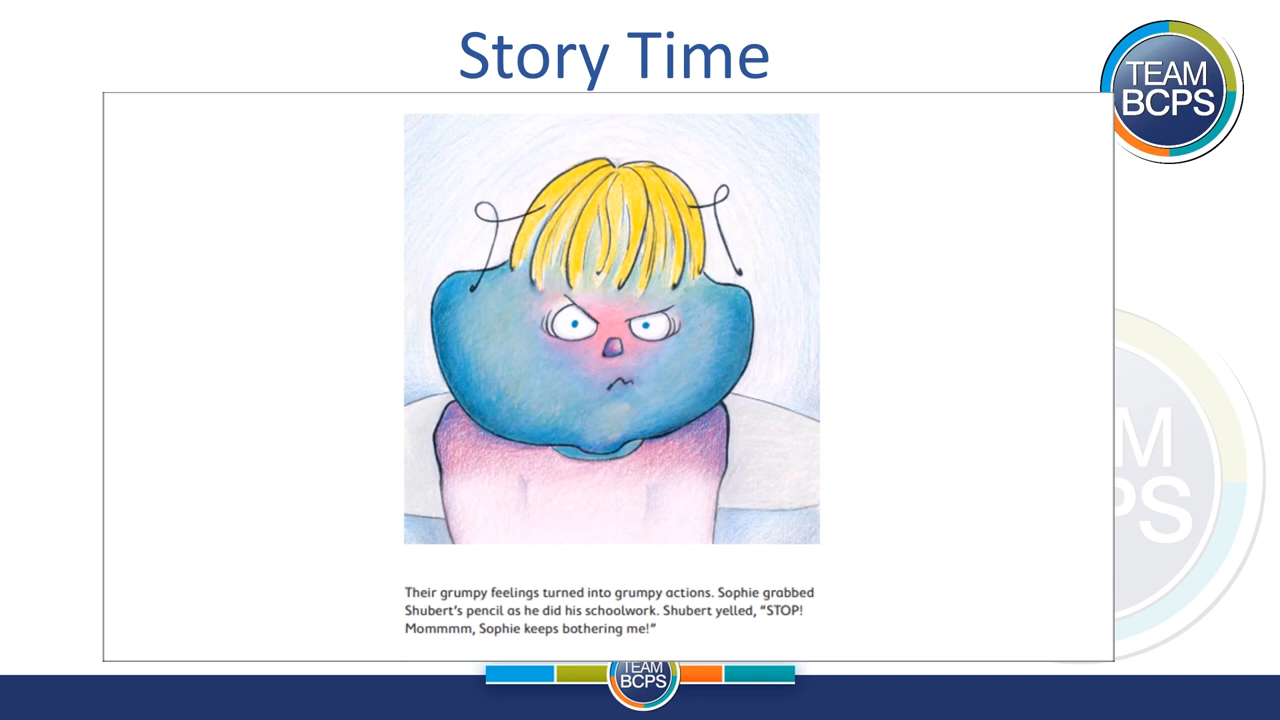 Story Time
TEAM
BCPS
Their grumpy feelings turned into grumpy actions. Sophie grabbed
Shubert's pencil as he did his schoolwork. Shubert yelled, “STOP!
Mommmm, Sophie keeps bothering me!”
M
PS
TEAM
BCPS